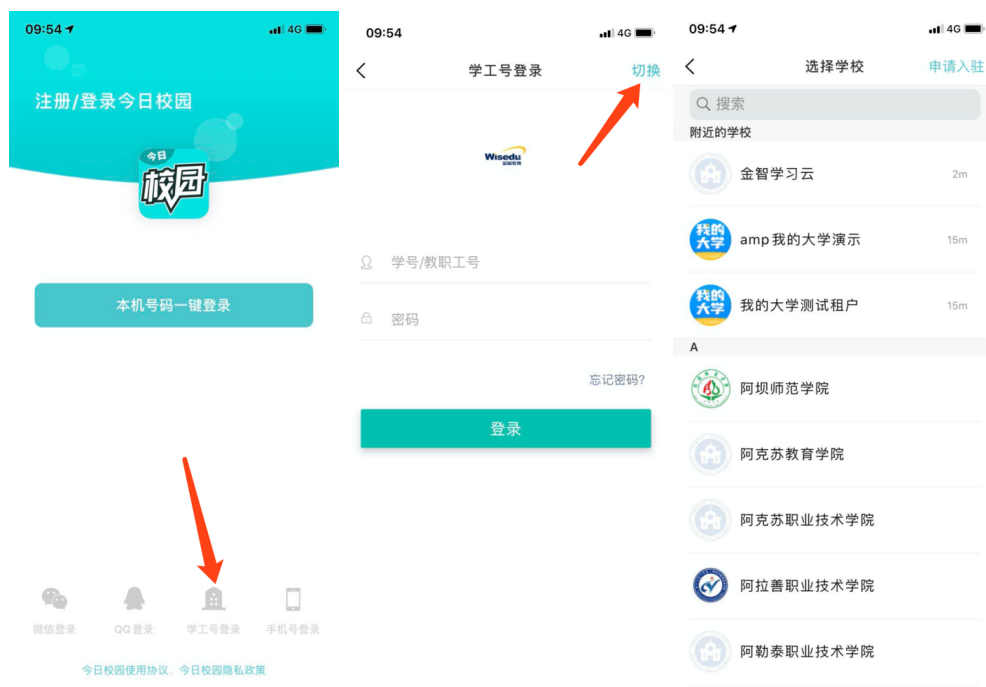 09:54
4G
注册/登录今日校园
今日
校园
本机号码一键登录
微信登录
QQ登录
学工号登录
手机号登录
今日校园使用协议、今日校园隐私政策
09:54
4G
学工号登录
切换
Wisedu
学号/教职工号
密码
忘记密码?
登录
09:54
4G
选择学校
申请入驻
搜索
附近的学校
金智学习云
2m
我的
大学
amp我的大学演示
15m
我的
大学
我的大学测试租户
15m
A
阿坝师范学院
阿克苏教育学院
阿克苏职业技术学院
阿拉善职业技术学院
阿勒泰职业技术学院